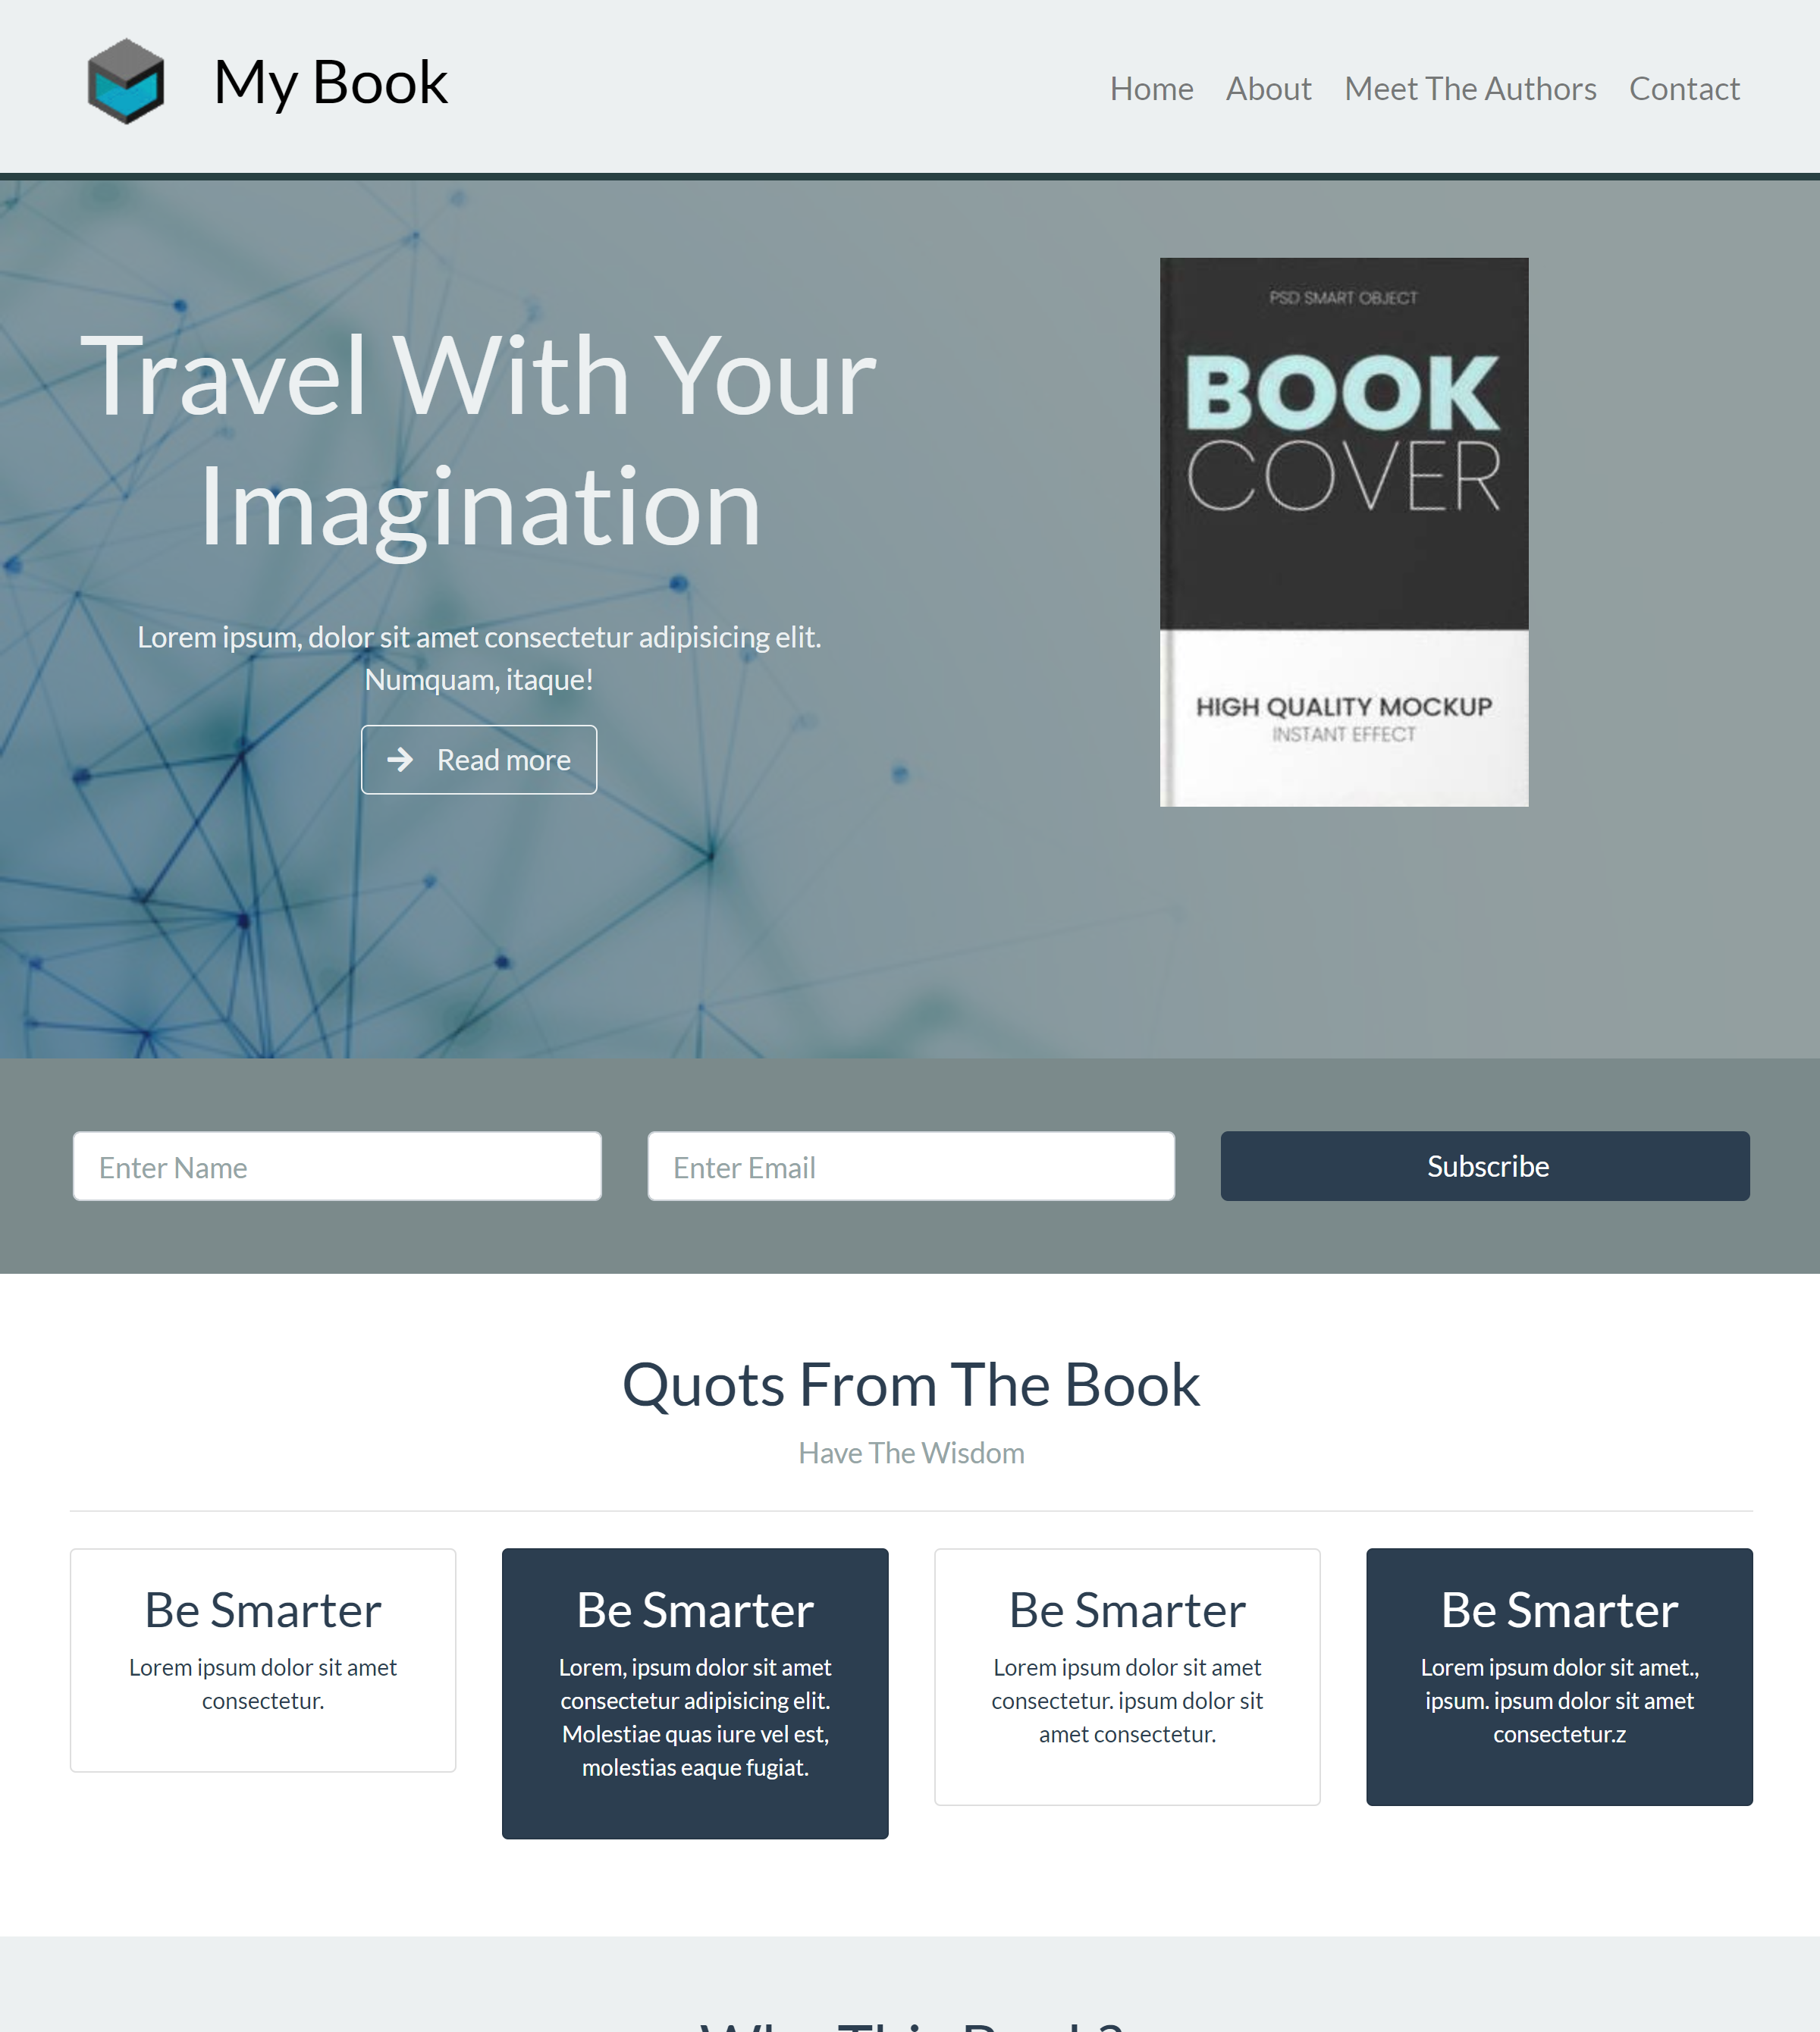 My Book
Home About Meet The Authors Contact
Travel With Your
Imagination
Lorem ipsum, dolor sit amet consectetur adipisicing elit.
Numquam, itaque!
Read more
PSD SMART OBJECT
BOOK
COVER
HIGH QUALITY MOCKUP
INSTANT EFFECT
Enter Name
Enter Email
Subscribe
Quots From The Book
Have The Wisdom
Be Smarter
Lorem ipsum dolor sit amet
consectetur.
Be Smarter
Lorem, ipsum dolor sit amet
consectetur adipisicing elit.
Molestiae quas iure vel est,
molestias eaque fugiat.
Be Smarter
Lorem ipsum dolor sit amet
consectetur. ipsum dolor sit
amet consectetur.
Be Smarter
Lorem ipsum dolor sit amet.,
ipsum. ipsum dolor sit amet
consectetur.z
Why This Book?